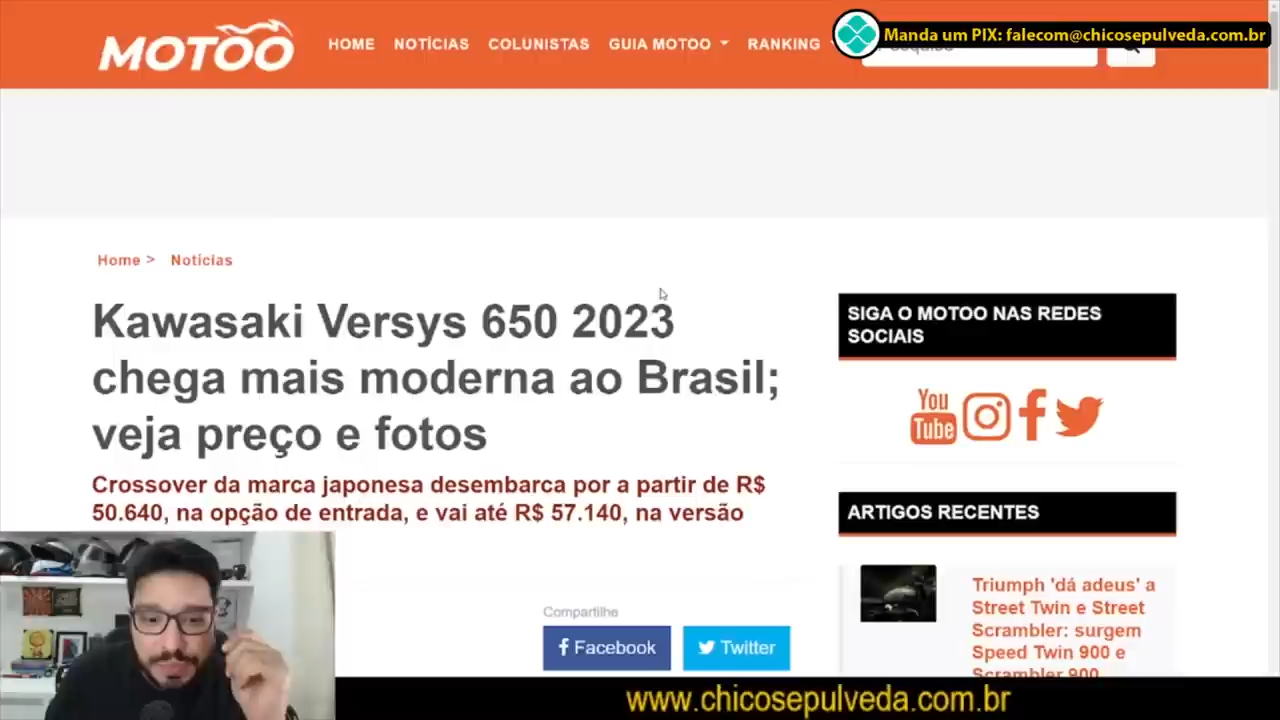 MOTOO
HOME NOTÍCIAS COLUNISTAS GUIA MOTOO RANKING
Manda um PIX: falecom@chicosepulveda.com.br
Home > Notícias
Kawasaki Versys 650 2023
chega mais moderna ao Brasil;
veja preço e fotos
Crossover da marca japonesa desembarca por a partir de R$
50.640, na opção de entrada, e vai até R$ 57.140, na versão
Compartilhe
Facebook
Twitter
SIGA O MOTOO NAS REDES
SOCIAIS
You
Tube
ARTIGOS RECENTES
Triumph 'dá adeus' a
Street Twin e Street
Scrambler: surgem
Speed Twin 900 e
Scrambler 900
www.chicosepulveda.com.br